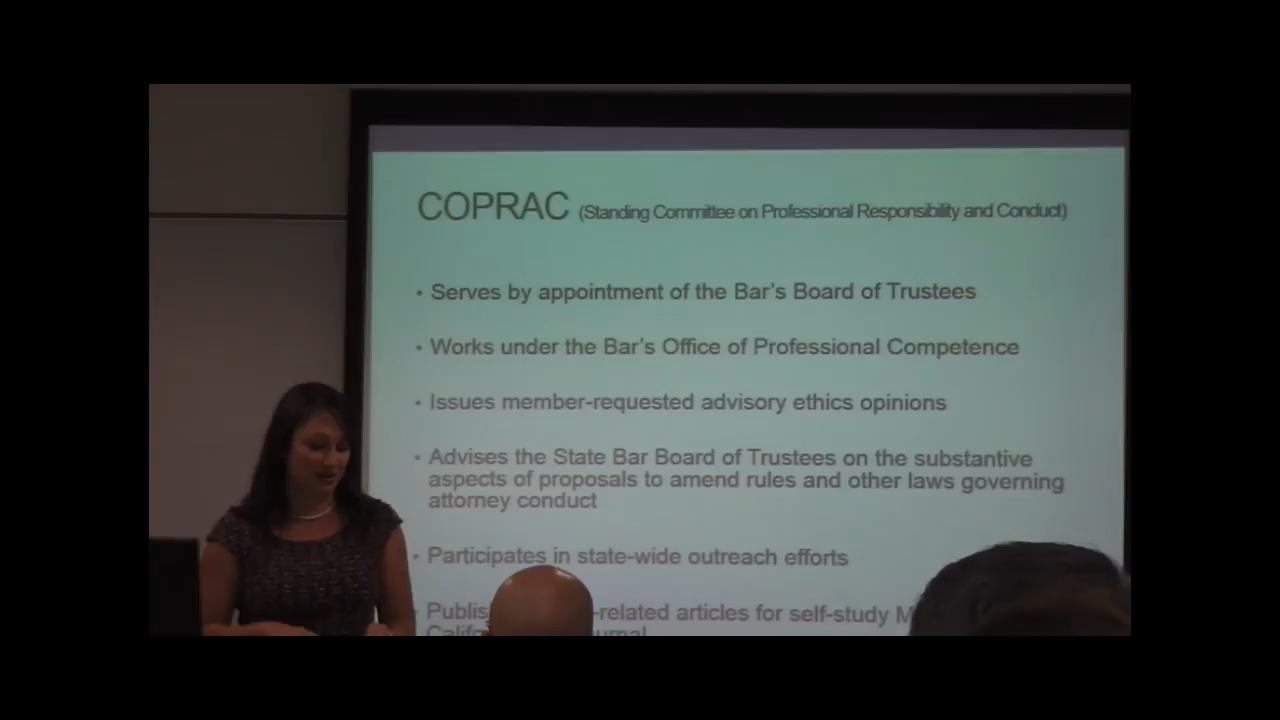 COPRAC (Standing Committee on Professional Responsibility and Conduct)
• Serves by appointment of the Bar's Board of Trustees
• Works under the Bar's Office of Professional Competence
• Issues member-requested advisory ethics opinions
• Advises the State Bar Board of Trustees on the substantive
aspects of proposals to amend rules and other laws governing
attorney conduct
• Participates in state-wide outreach efforts
• -related articles for self-study